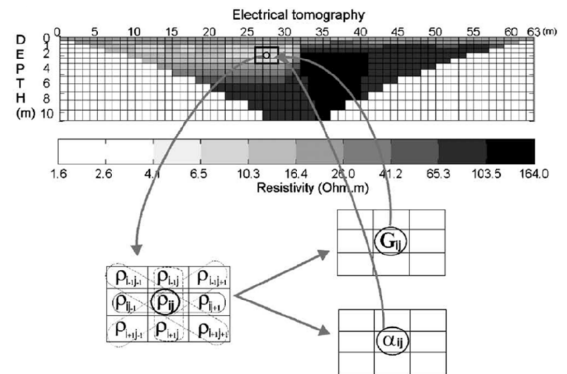 Electrical tomography
0 5 10 15 20 25 30 35 40 45 50 55 60 63 (m)
D 0
E 2
P 4
T 6
H 8
(m) 10
1.6 2.6 4.1 6.5 10.3 16.4 26.0 41.2 65.3 103.5 164.0
Resistivity (Ohm.m)
Gij
ρi-1j-1 ρi-1j ρi-1j+1
ρij-1 ρij ρij+1
ρi+1j-1 ρi+1j ρi+1j+1
αij